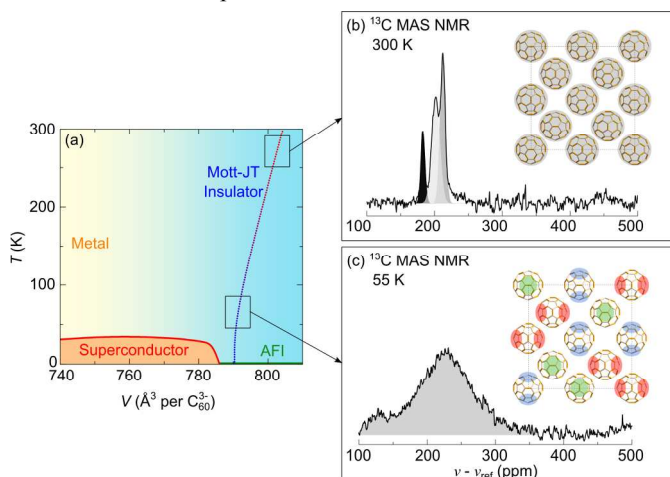 (a)
300
200
100
0
T (K)
Mott-JT
Insulator
Metal
Superconductor
AFI
740 760 780 800
V (Å³ per C₆₀³⁻)
(b) ¹³C MAS NMR
300 K
100 200 300 400 500
(c) ¹³C MAS NMR
55 K
100 200 300 400 500
ν - νref (ppm)